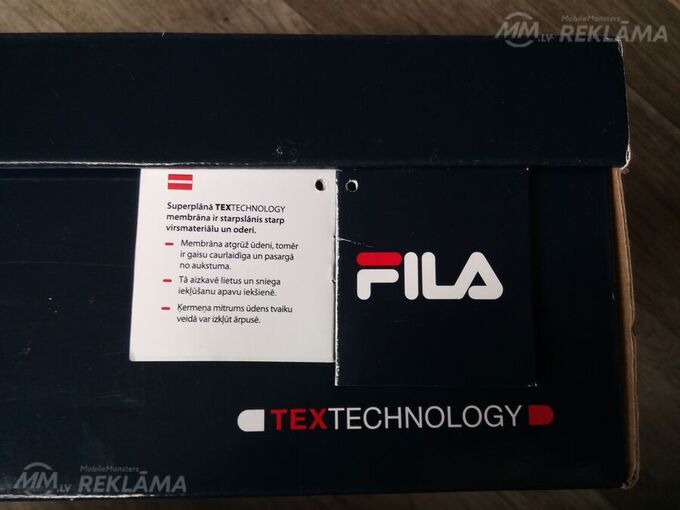 MobileMonsters
MM.LV REKLĀMA
Superplānā TEXTECHNOLOGY
membrāna ir starpslānis starp
virsmateriālu un oderi.
Membrāna atgrūž ūdeni, tomēr
ir gaisu caurlaidīga un pasargā
no aukstuma.
Tā aizkavē lietus un sniega
iekļūšanu apavu iekšienē.
Ķermeņa mitrums ūdens tvaiku
veidā var izkļūt ārpusē.
FILA
TEXTECHNOLOGY
MobileMonsters
MM.LV REKLĀMA